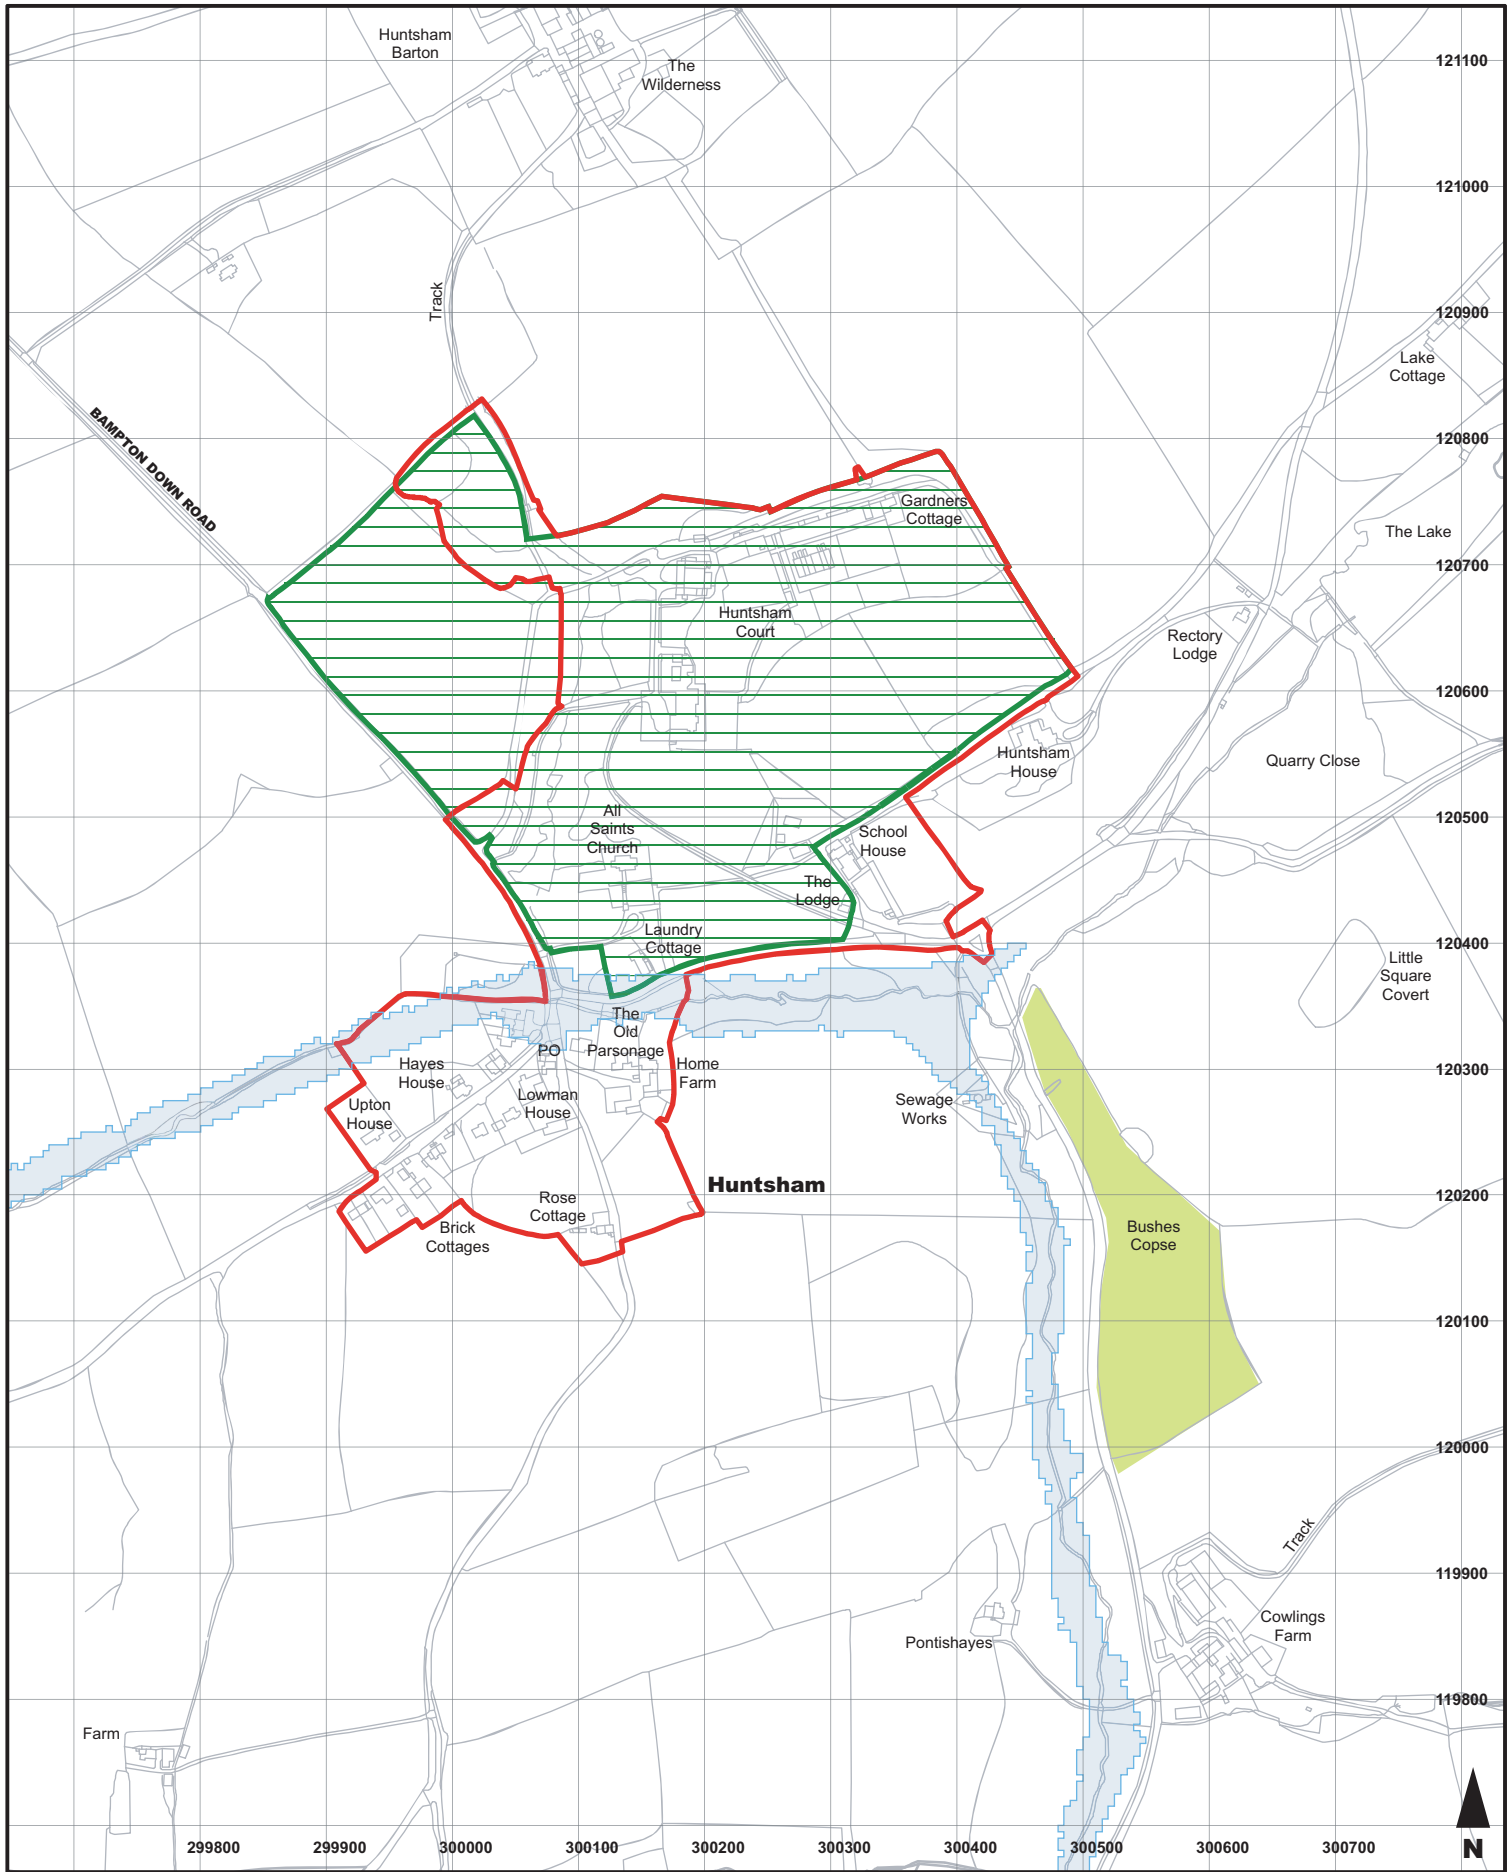 Huntsham
Barton
The
Wilderness
121100
121000
Track
120900
Lake
Cottage
BAMPTON DOWN ROAD
120800
Gardners
Cottage
The Lake
120700
Huntsham
Court
Rectory
Lodge
120600
Huntsham
House
Quarry Close
All
Saints
Church
120500
School
House
The
Lodge
Laundry
Cottage
120400
Little
Square
Covert
The
Old
Parsonage
PO
Hayes
House
Home
Farm
120300
Upton
House
Lowman
House
Sewage
Works
Huntsham
120200
Rose
Cottage
Brick
Cottages
Bushes
Copse
120100
120000
Track
119900
Cowlings
Farm
Pontishayes
119800
Farm
299800
299900
300000
300100
300200
300300
300400
300500
300600
300700
N